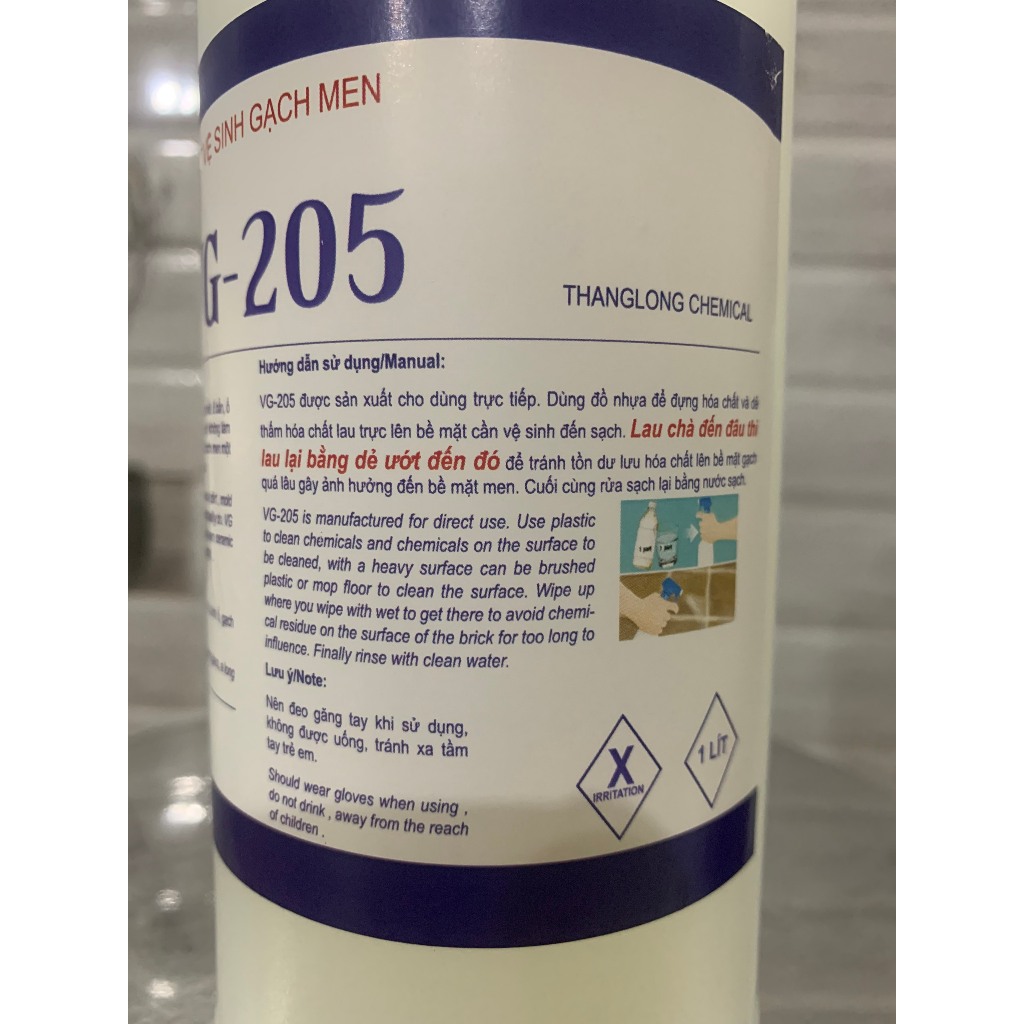 VỆ SINH GẠCH MEN
G-205
THANGLONG CHEMICAL
Hướng dẫn sử dụng/Manual:
VG-205 được sản xuất cho dùng trực tiếp. Dùng đồ nhựa để đựng hóa chất và dẻ
thấm hóa chất lau trực lên bề mặt cần vệ sinh đến sạch. Lau chà đến đâu thì
lau lại bằng dẻ ướt đến đó để tránh tồn dư lưu hóa chất lên bề mặt gạch
quá lâu gây ảnh hưởng đến bề mặt men. Cuối cùng rửa sạch lại bằng nước sạch.
VG-205 is manufactured for direct use. Use plastic
to clean chemicals and chemicals on the surface to
be cleaned, with a heavy surface can be brushed
plastic or mop floor to clean the surface. Wipe up
where you wipe with wet to get there to avoid chemi-
cal residue on the surface of the brick for too long to
influence. Finally rinse with clean water.
Lưu ý/Note:
Nên đeo găng tay khi sử dụng,
không được uống, tránh xa tầm
tay trẻ em.
Should wear gloves when using ,
do not drink , away from the reach
of children .
X
IRRITATION
1 LÍT